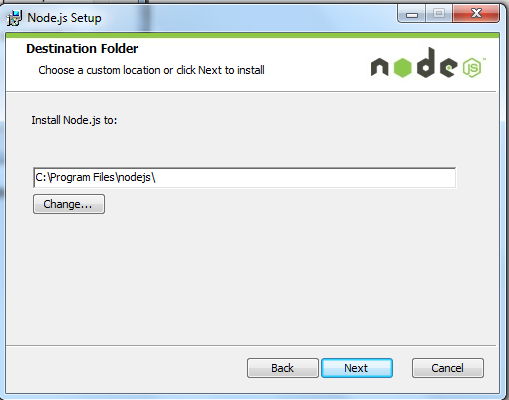 Node.js Setup
Destination Folder
Choose a custom location or click Next to install
node
JS
Install Node.js to:
C:\Program Files\nodejs\
Change...
Back
Next
Cancel